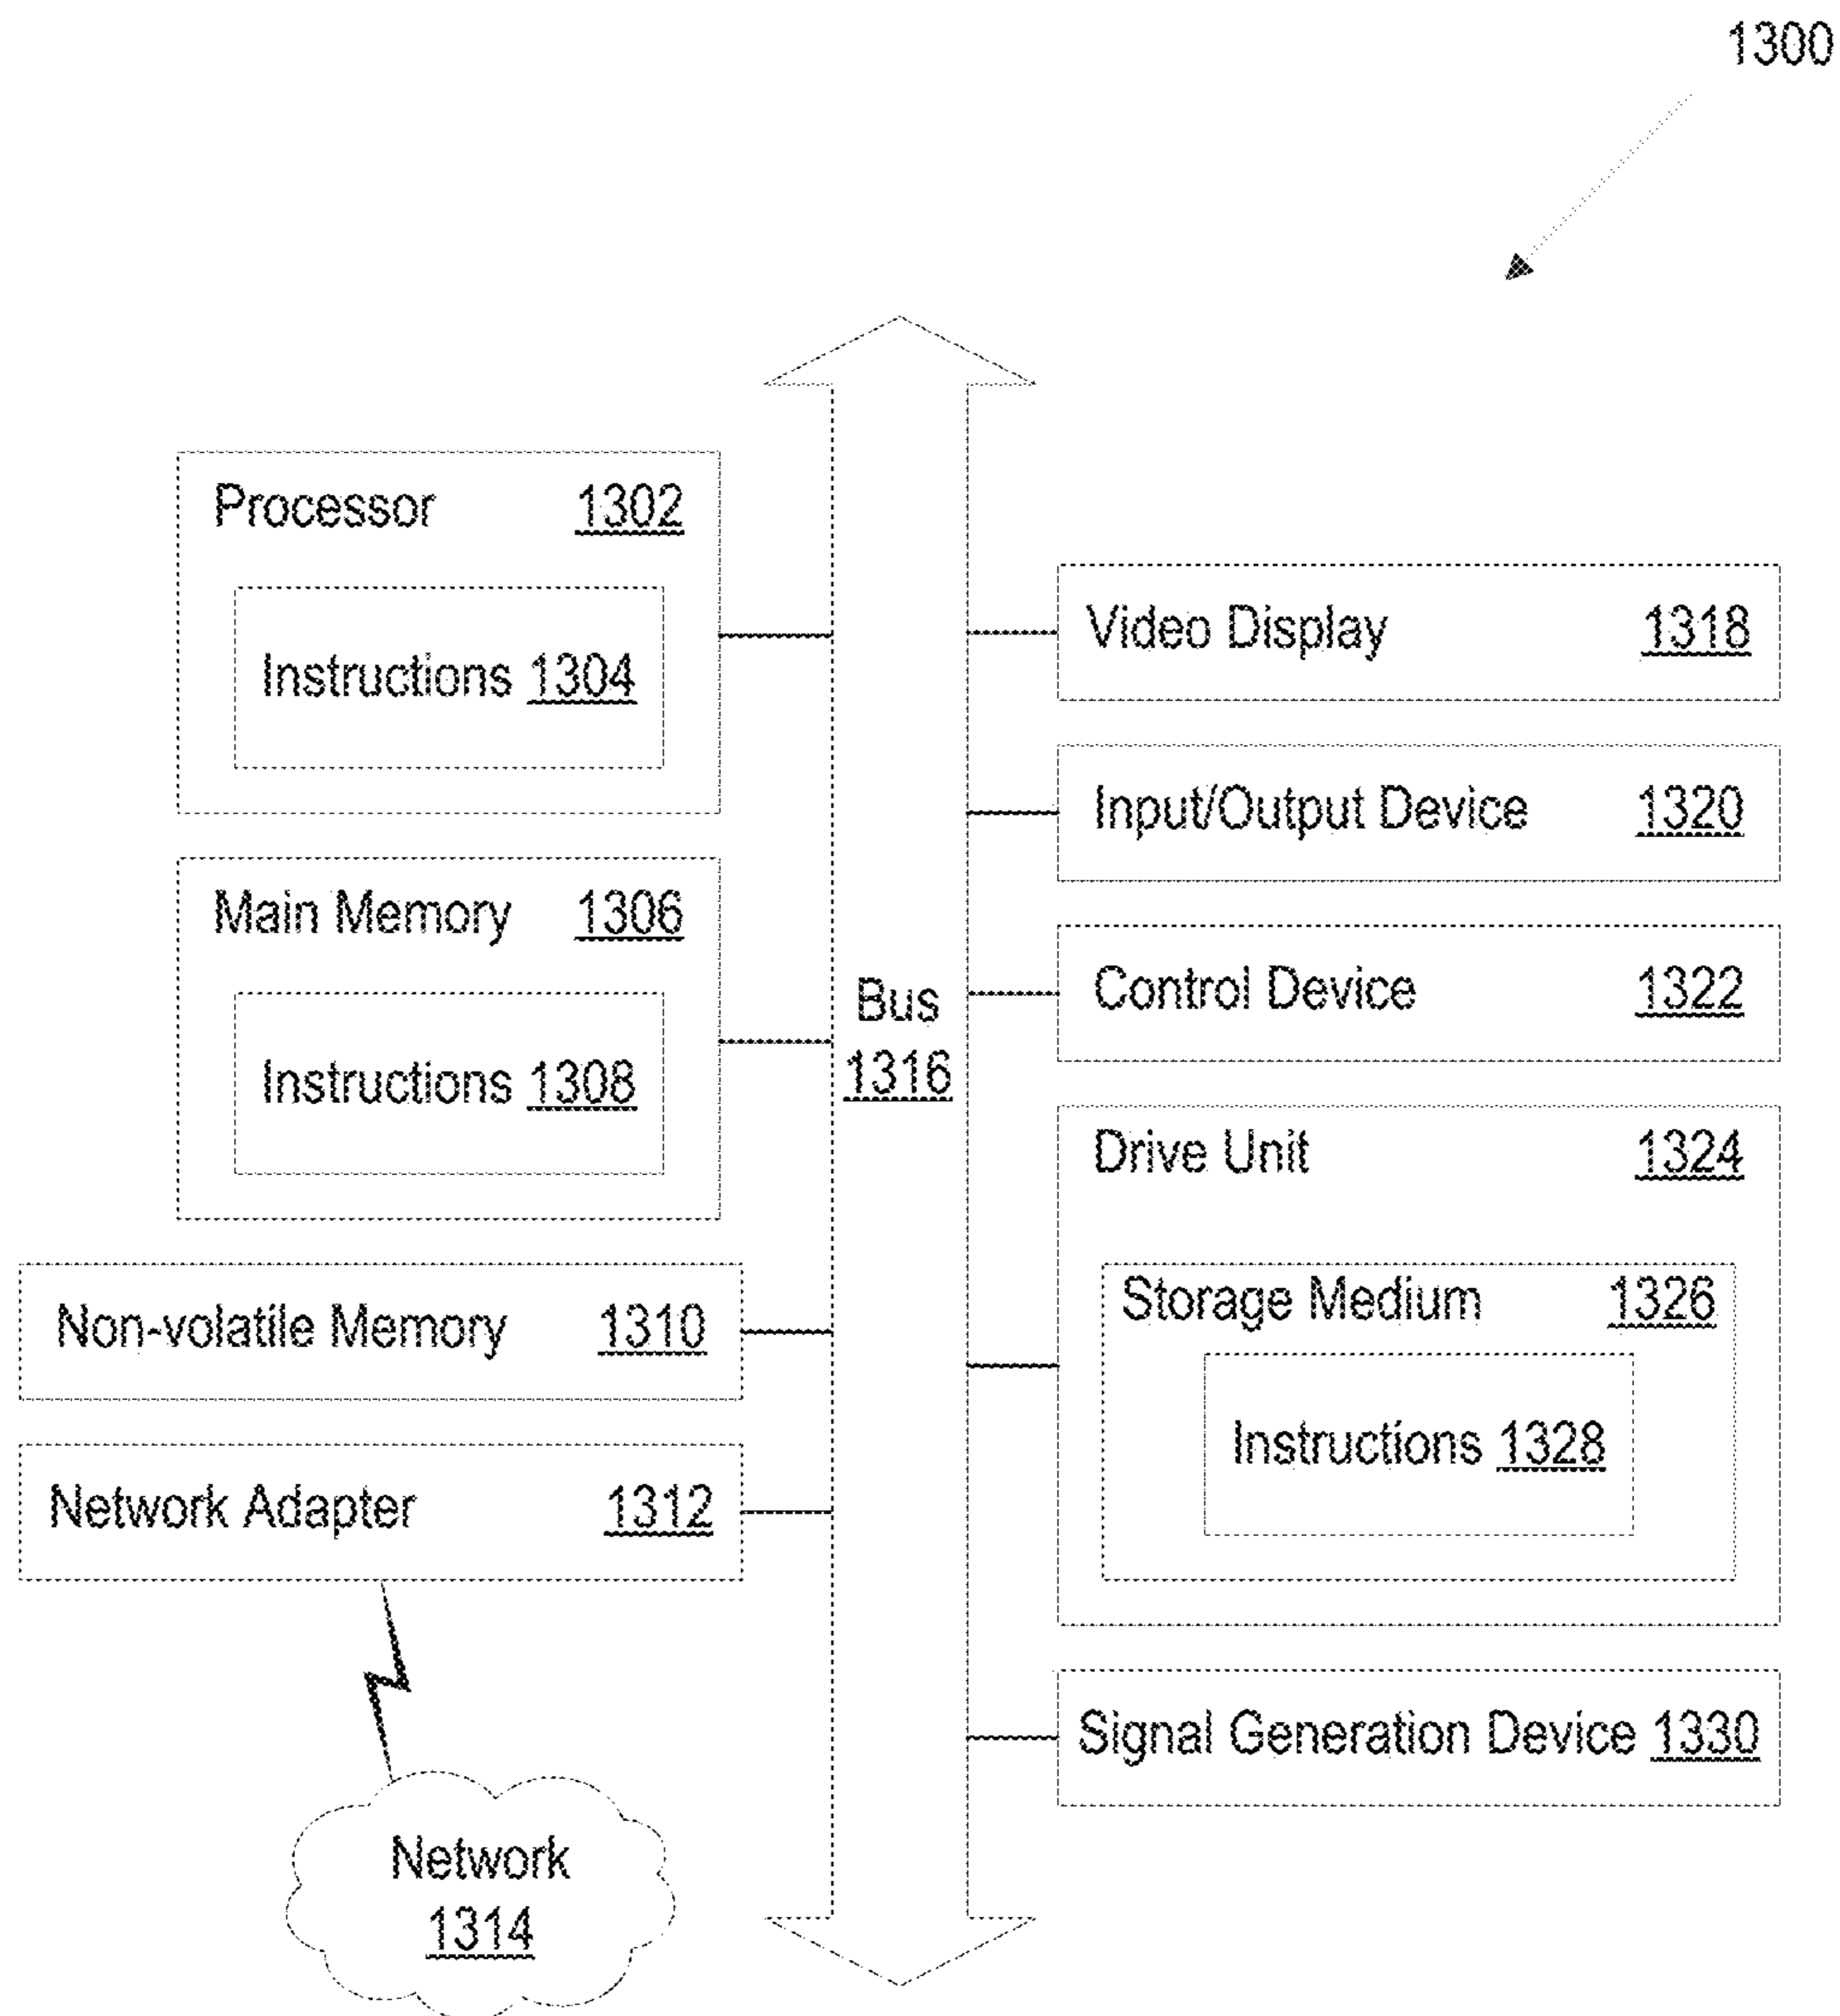 1300
Processor 1302
Instructions 1304
Main Memory 1306
Instructions 1308
Non-volatile Memory 1310
Network Adapter 1312
Network
1314
Bus
1316
Video Display 1318
Input/Output Device 1320
Control Device 1322
Drive Unit 1324
Storage Medium 1326
Instructions 1328
Signal Generation Device 1330